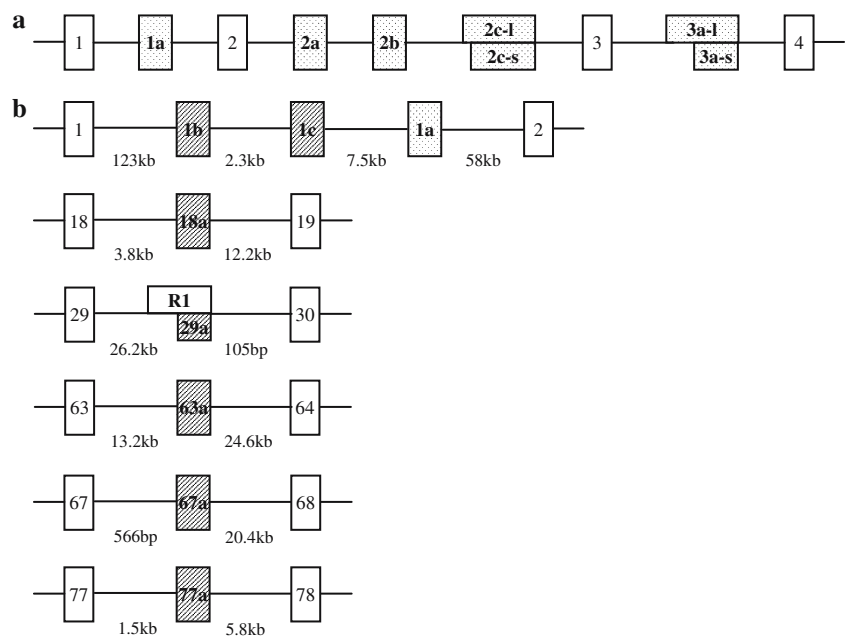 a
1 1a 2 2a 2b 2c-l 3 3a-l 4
2c-s 3a-s
b
1 1b 1c 1a 2
123kb 2.3kb 7.5kb 58kb
18 18a 19
3.8kb 12.2kb
R1
29 29a 30
26.2kb 105bp
63 63a 64
13.2kb 24.6kb
67 67a 68
566bp 20.4kb
77 77a 78
1.5kb 5.8kb